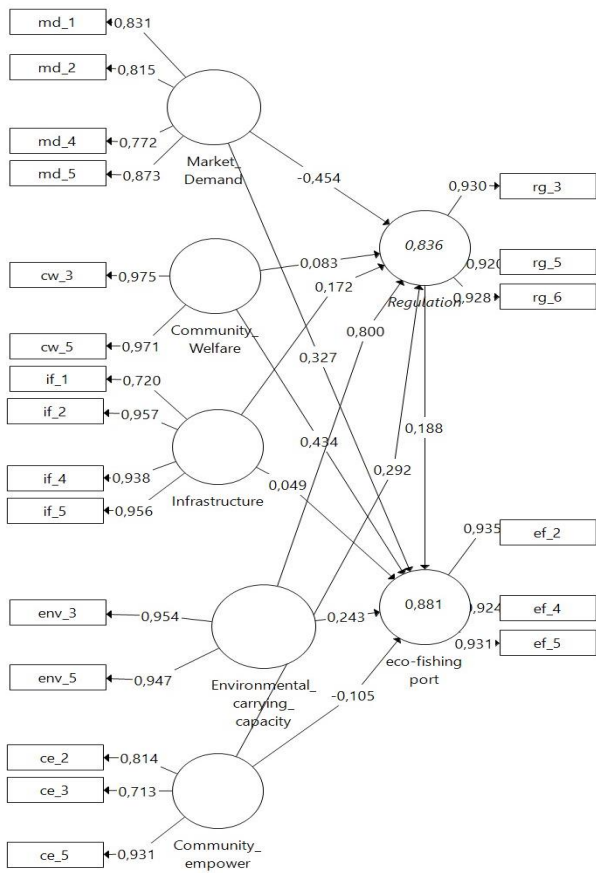 md_1
0,831
md_2
0,815
md_4
0,772
md_5
0,873
Market_
Demand
-0,454
0,930
rg_3
0,836
0,920
rg_5
Regulation
0,928
rg_6
cw_3
0,975
0,083
0,172
Community_
Welfare
cw_5
0,971
0,800
0,327
if_1
0,720
if_2
0,957
0,188
0,434
if_4
0,938
0,292
0,049
Infrastructure
if_5
0,956
0,935
ef_2
0,881
0,924
ef_4
0,931
ef_5
eco-fishing
port
env_3
0,954
0,243
env_5
0,947
Environmental_
carrying_
capacity
-0,105
ce_2
0,814
ce_3
0,713
Community_
empower
ce_5
0,931